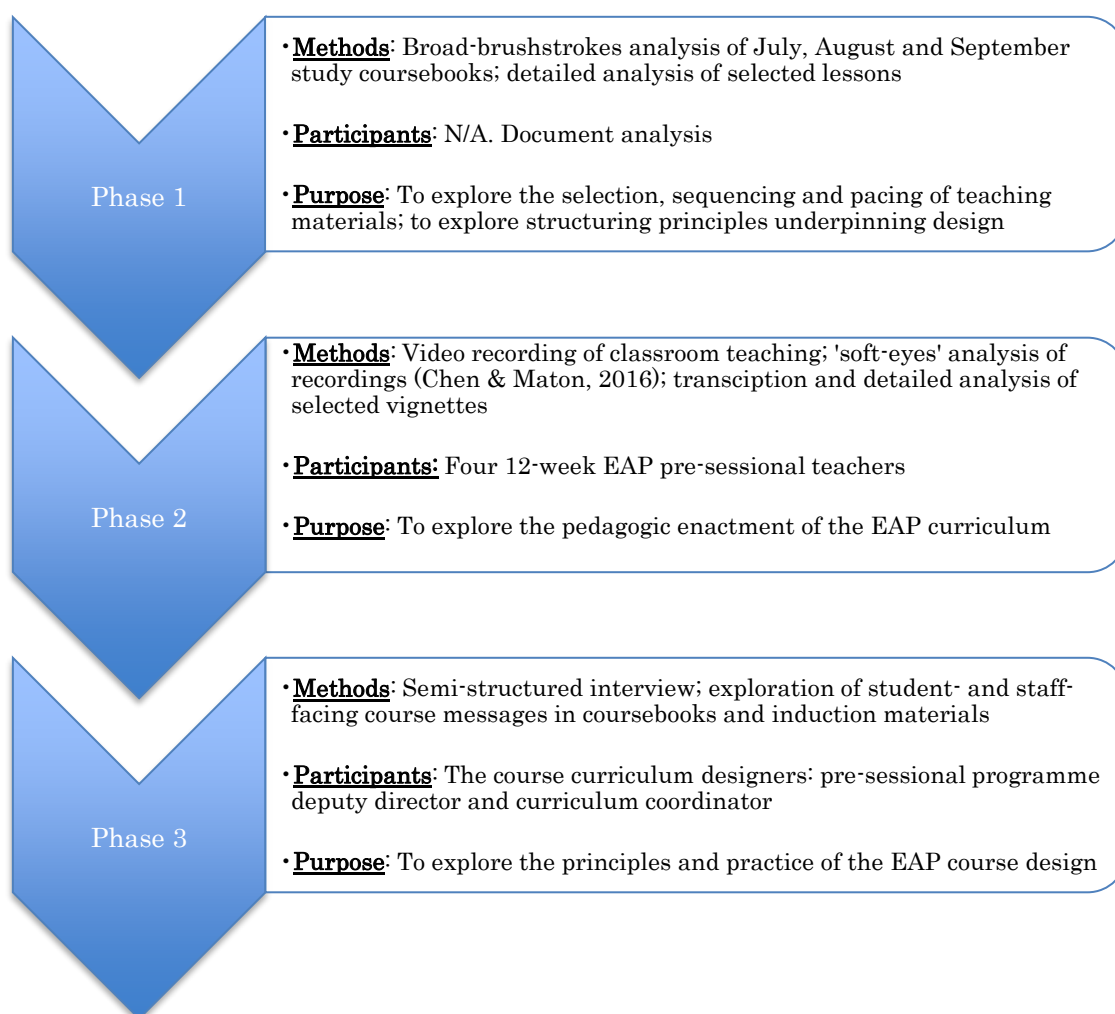 Phase 1
·Methods: Broad-brushstrokes analysis of July, August and September
study coursebooks; detailed analysis of selected lessons
·Participants: N/A. Document analysis
·Purpose: To explore the selection, sequencing and pacing of teaching
materials; to explore structuring principles underpinning design
Phase 2
·Methods: Video recording of classroom teaching; 'soft-eyes' analysis of
recordings (Chen & Maton, 2016); transciption and detailed analysis of
selected vignettes
·Participants: Four 12-week EAP pre-sessional teachers
·Purpose: To explore the pedagogic enactment of the EAP curriculum
Phase 3
·Methods: Semi-structured interview; exploration of student- and staff-
facing course messages in coursebooks and induction materials
·Participants: The course curriculum designers: pre-sessional programme
deputy director and curriculum coordinator
·Purpose: To explore the principles and practice of the EAP course design